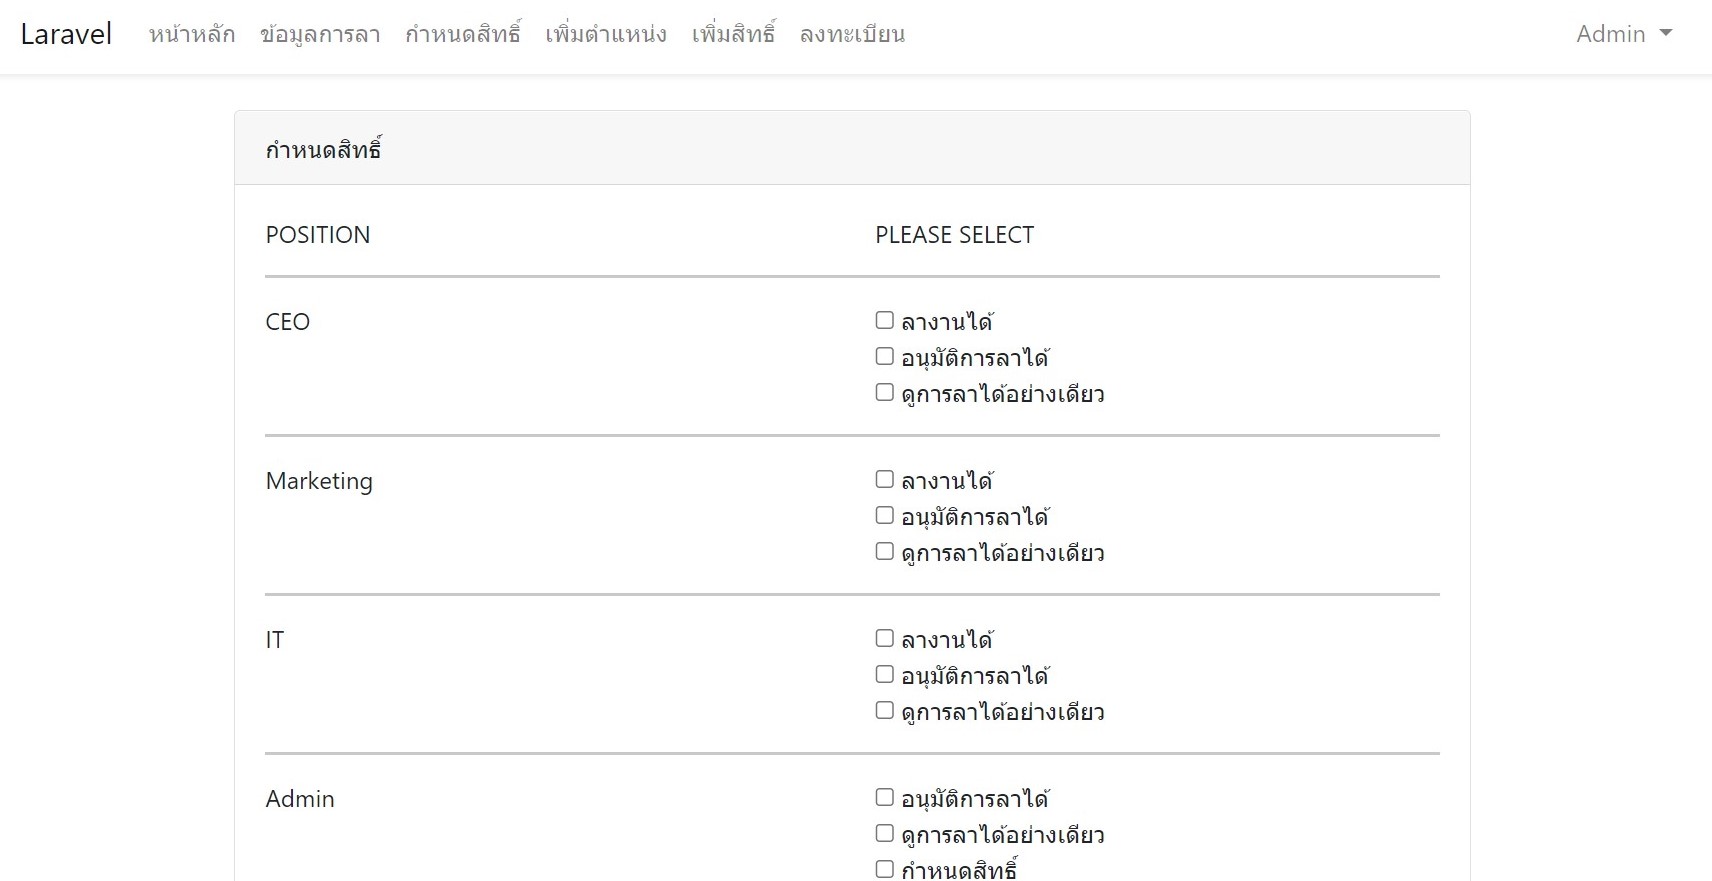 Laravel หน้าหลัก ข้อมูลการลา กำหนดสิทธิ์ เพิ่มตำแหน่ง เพิ่มสิทธิ์ ลงทะเบียน Admin
กำหนดสิทธิ์
POSITION PLEASE SELECT
CEO ลางานได้
อนุมัติการลาได้
ดูการลาได้อย่างเดียว
Marketing ลางานได้
อนุมัติการลาได้
ดูการลาได้อย่างเดียว
IT ลางานได้
อนุมัติการลาได้
ดูการลาได้อย่างเดียว
Admin อนุมัติการลาได้
ดูการลาได้อย่างเดียว
กำหนดสิทธิ์